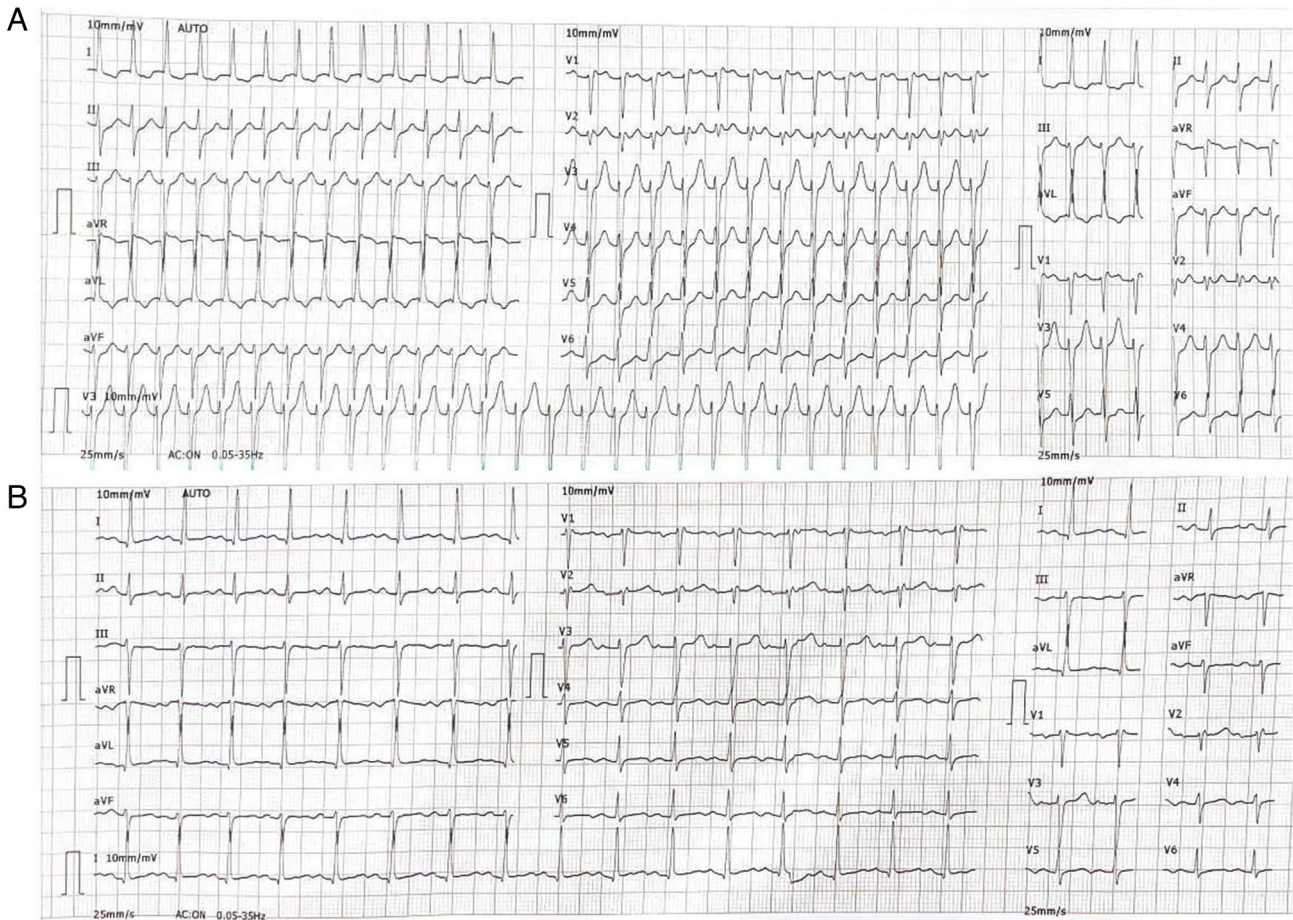 A
10mm/mV AUTO
I
II
III
aVR
aVL
aVF
V3 10mm/mV
25mm/s AC:ON 0.05-35Hz
10mm/mV
V1
V2
V3
V4
V5
V6
10mm/mV
I II
III aVR
aVL aVF
V1 V2
V3 V4
V5 V6
25mm/s
B
10mm/mV AUTO
I
II
III
aVR
aVL
aVF
I 10mm/mV
25mm/s AC:ON 0.05-35Hz
10mm/mV
V1
V2
V3
V4
V5
V6
10mm/mV
I II
III aVR
aVL aVF
V1 V2
V3 V4
V5 V6
25mm/s